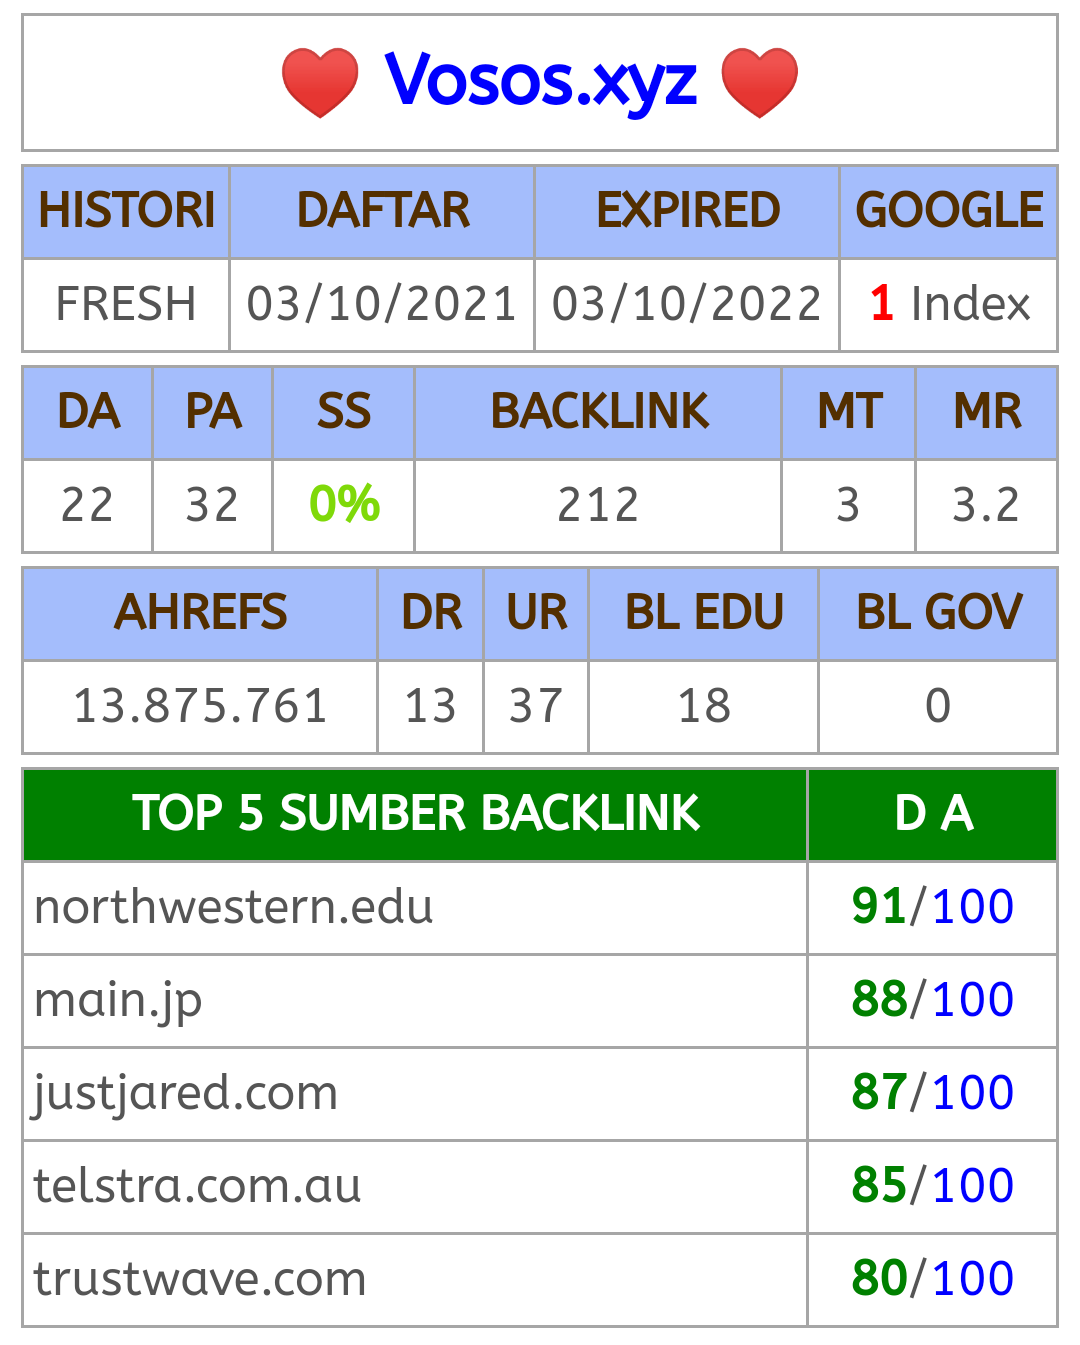 ❤️ Vosos.xyz ❤️
HISTORI DAFTAR EXPIRED GOOGLE
FRESH 03/10/2021 03/10/2022 1 Index
DA PA SS BACKLINK MT MR
22 32 0% 212 3 3.2
AHREFS DR UR BL EDU BL GOV
13.875.761 13 37 18 0
TOP 5 SUMBER BACKLINK D A
northwestern.edu 91/100
main.jp 88/100
justjared.com 87/100
telstra.com.au 85/100
trustwave.com 80/100